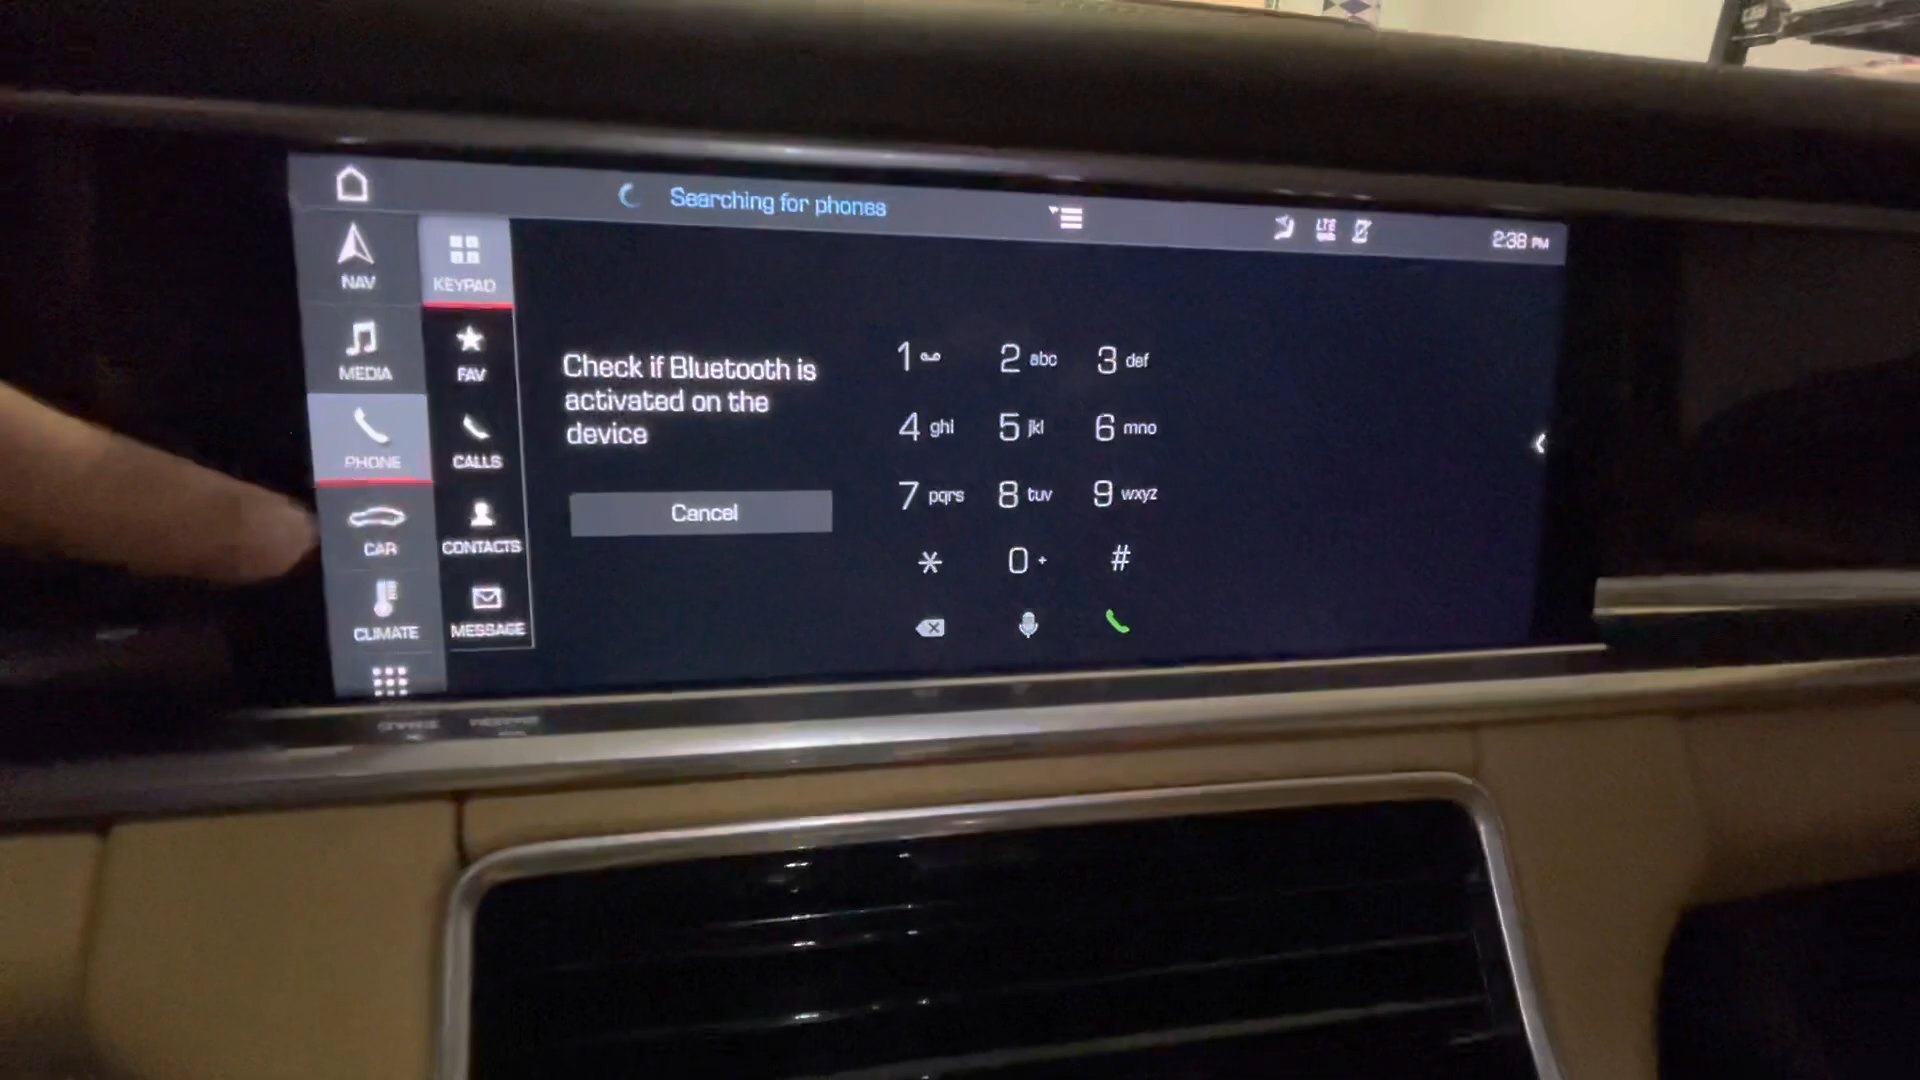 Searching for phones
LTE
2:38 PM
NAV
MEDIA
PHONE
CAR
CLIMATE
KEYPAD
FAV
CALLS
CONTACTS
MESSAGE
Check if Bluetooth is
activated on the
device
Cancel
1 2 abc 3 def
4 ghi 5 jkl 6 mno
7 pqrs 8 tuv 9 wxyz
* 0 + #